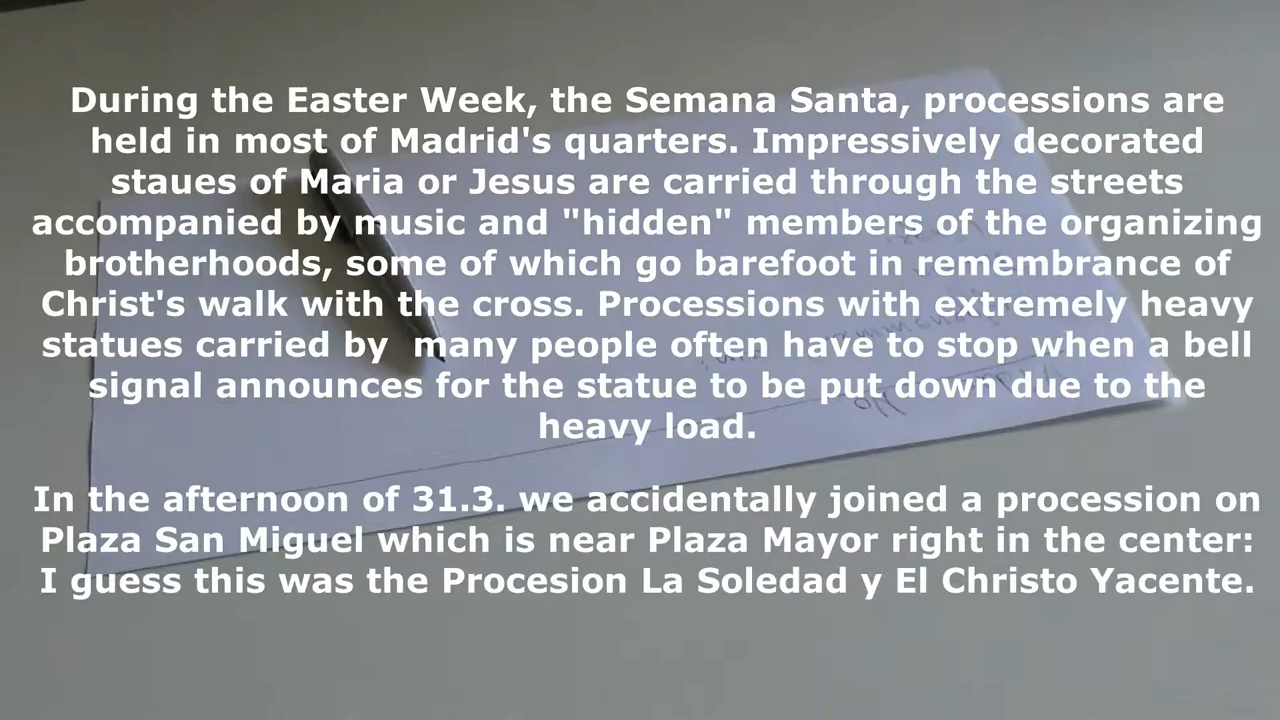 During the Easter Week, the Semana Santa, processions are
held in most of Madrid's quarters. Impressively decorated
staues of Maria or Jesus are carried through the streets
accompanied by music and "hidden" members of the organizing
brotherhoods, some of which go barefoot in remembrance of
Christ's walk with the cross. Processions with extremely heavy
statues carried by  many people often have to stop when a bell
signal announces for the statue to be put down due to the
heavy load.
In the afternoon of 31.3. we accidentally joined a procession on
Plaza San Miguel which is near Plaza Mayor right in the center:
I guess this was the Procesion La Soledad y El Christo Yacente.